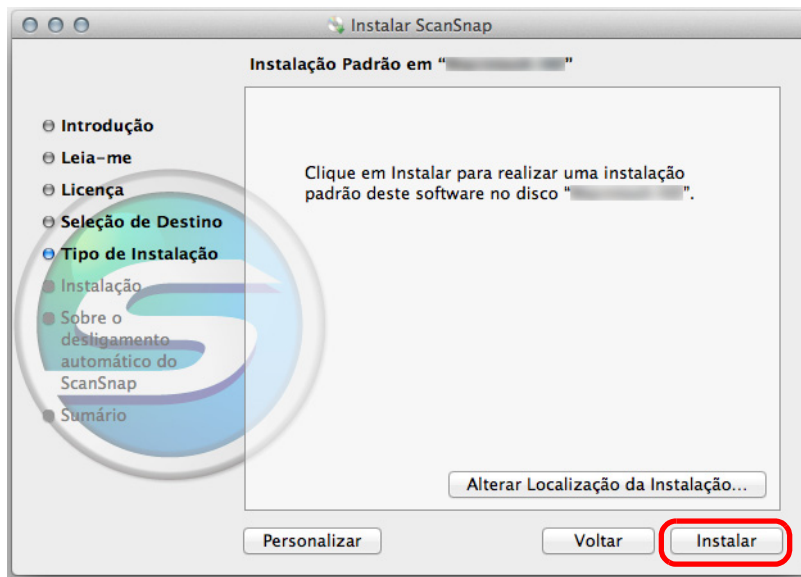 Instalar ScanSnap
Instalação Padrão em “ ”
Introdução
Leia-me
Licença
Seleção de Destino
Tipo de Instalação
Instalação
Sobre o
desligamento
automático do
ScanSnap
Sumário
Clique em Instalar para realizar uma instalação
padrão deste software no disco “ ”.
Alterar Localização da Instalação...
Personalizar
Voltar
Instalar